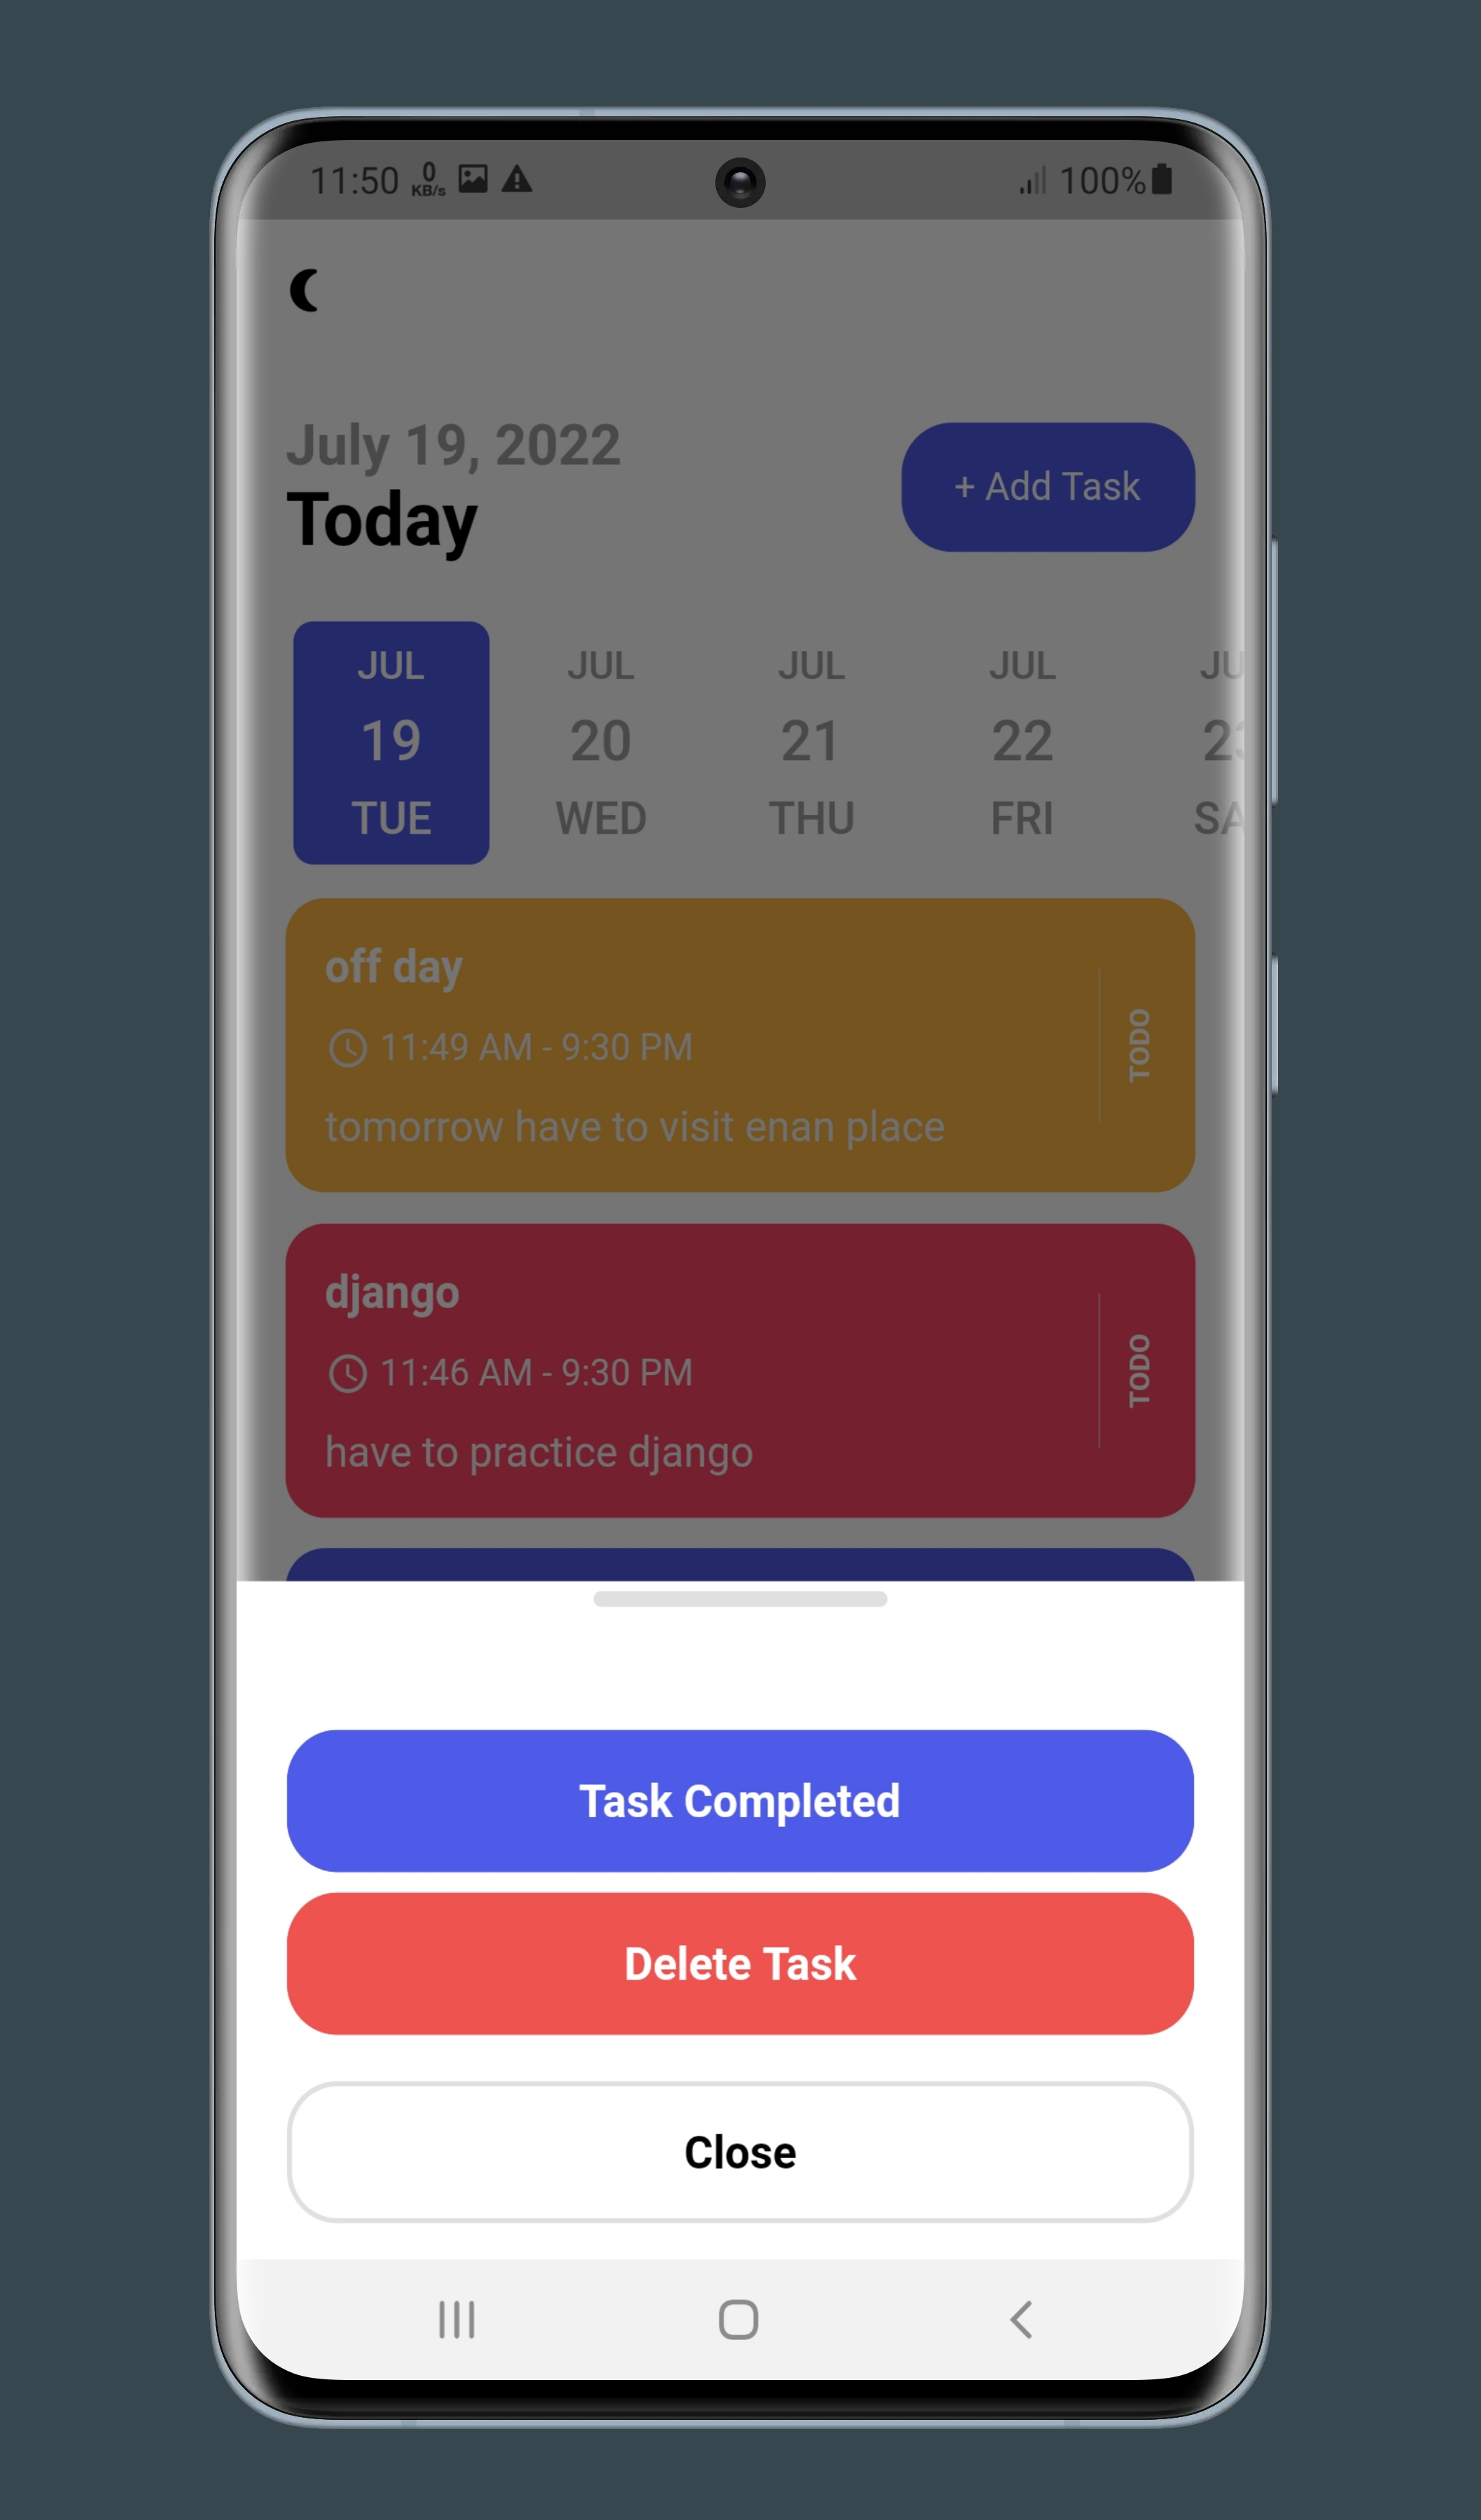 11:50 0 KB/s 100%
July 19, 2022
Today
+ Add Task
JUL JUL JUL JUL JU
19 20 21 22 23
TUE WED THU FRI SA
off day
11:49 AM - 9:30 PM
tomorrow have to visit enan place
TODO
django
11:46 AM - 9:30 PM
have to practice django
TODO
Task Completed
Delete Task
Close